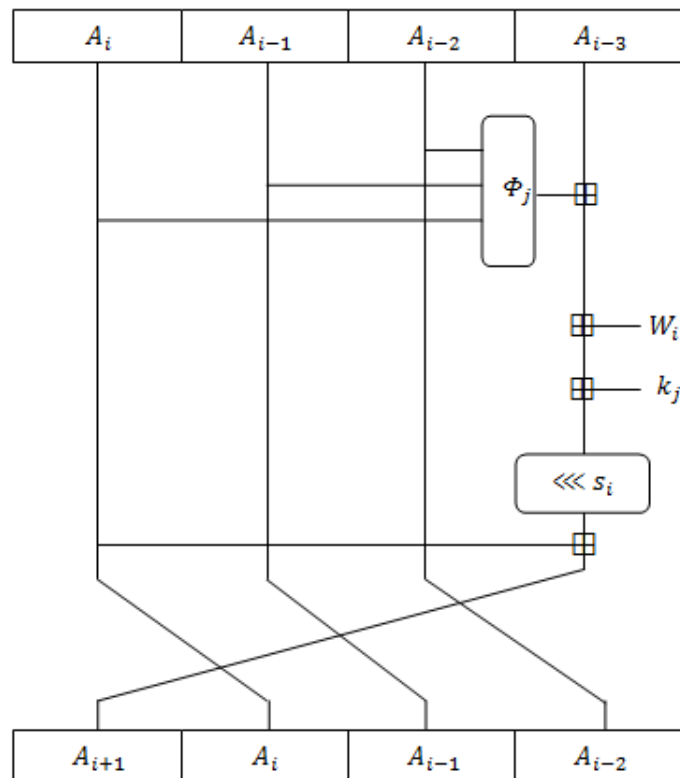 A_i A_{i−1} A_{i−2} A_{i−3}
Φ_j
W_i
k_j
⋘ s_i
A_{i+1} A_i A_{i−1} A_{i−2}